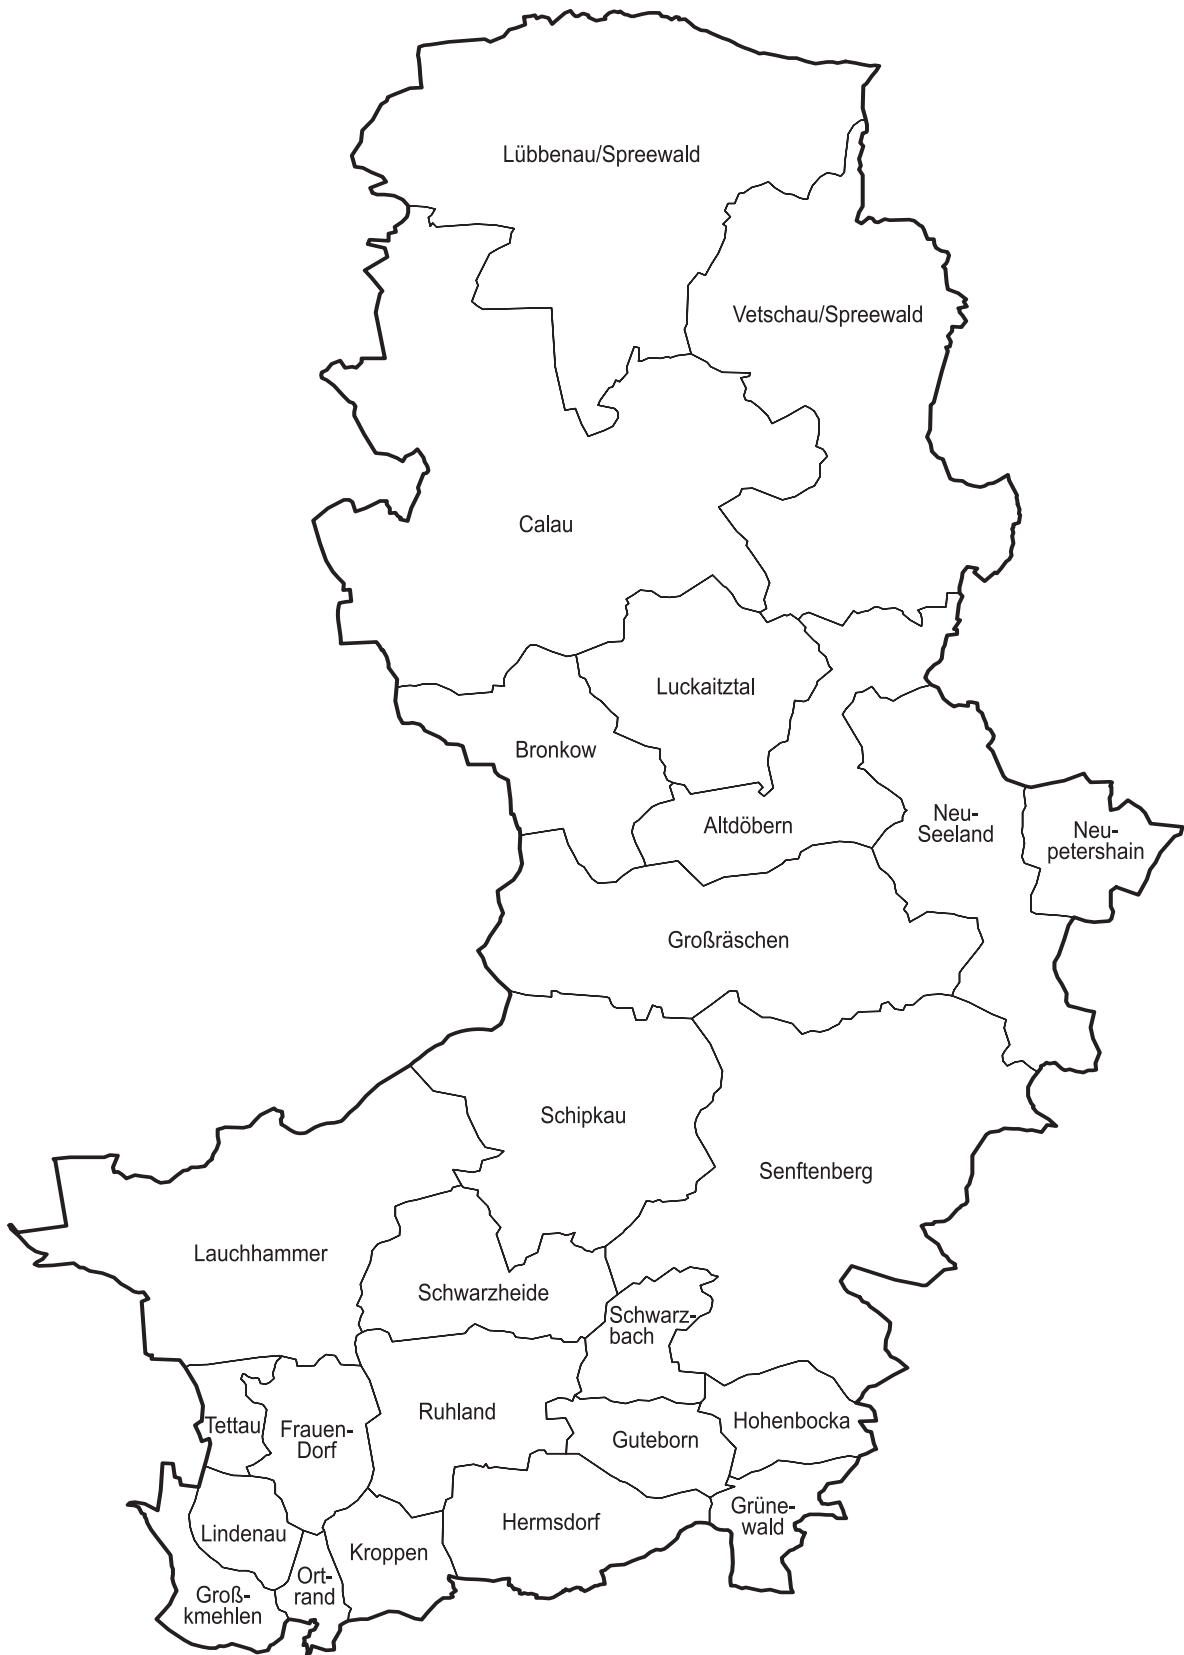 Lübbenau/Spreewald
Vetschau/Spreewald
Calau
Luckaitztal
Bronkow
Altdöbern
Neu-
Seeland
Neu-
petershain
Großräschen
Schipkau
Senftenberg
Lauchhammer
Schwarzheide
Schwarz-
bach
Ruhland
Tettau
Frauen-
Dorf
Guteborn
Hohenbocka
Grüne-
wald
Hermsdorf
Lindenau
Kroppen
Ort-
rand
Groß-
kmehlen